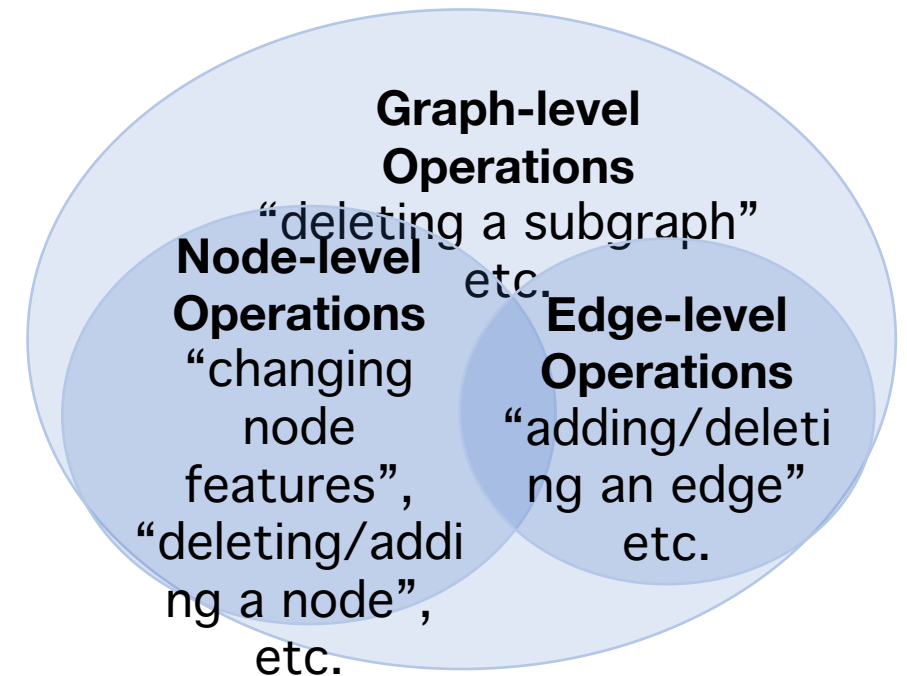 Graph-level
Operations
“deleting a subgraph”
etc.
Node-level
Operations
“changing
node
features”,
“deleting/addi
ng a node”,
etc.
Edge-level
Operations
“adding/deleti
ng an edge”
etc.